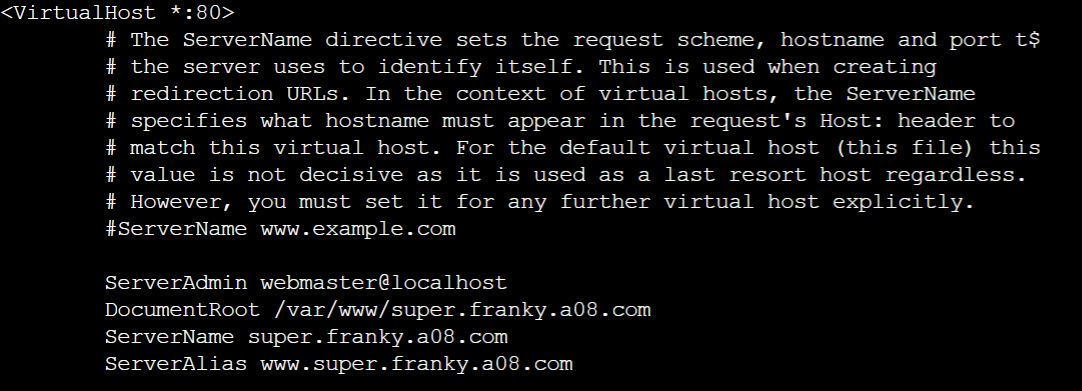 <VirtualHost *:80>
# The ServerName directive sets the request scheme, hostname and port t$
# the server uses to identify itself. This is used when creating
# redirection URLs. In the context of virtual hosts, the ServerName
# specifies what hostname must appear in the request's Host: header to
# match this virtual host. For the default virtual host (this file) this
# value is not decisive as it is used as a last resort host regardless.
# However, you must set it for any further virtual host explicitly.
#ServerName www.example.com
ServerAdmin webmaster@localhost
DocumentRoot /var/www/super.franky.a08.com
ServerName super.franky.a08.com
ServerAlias www.super.franky.a08.com